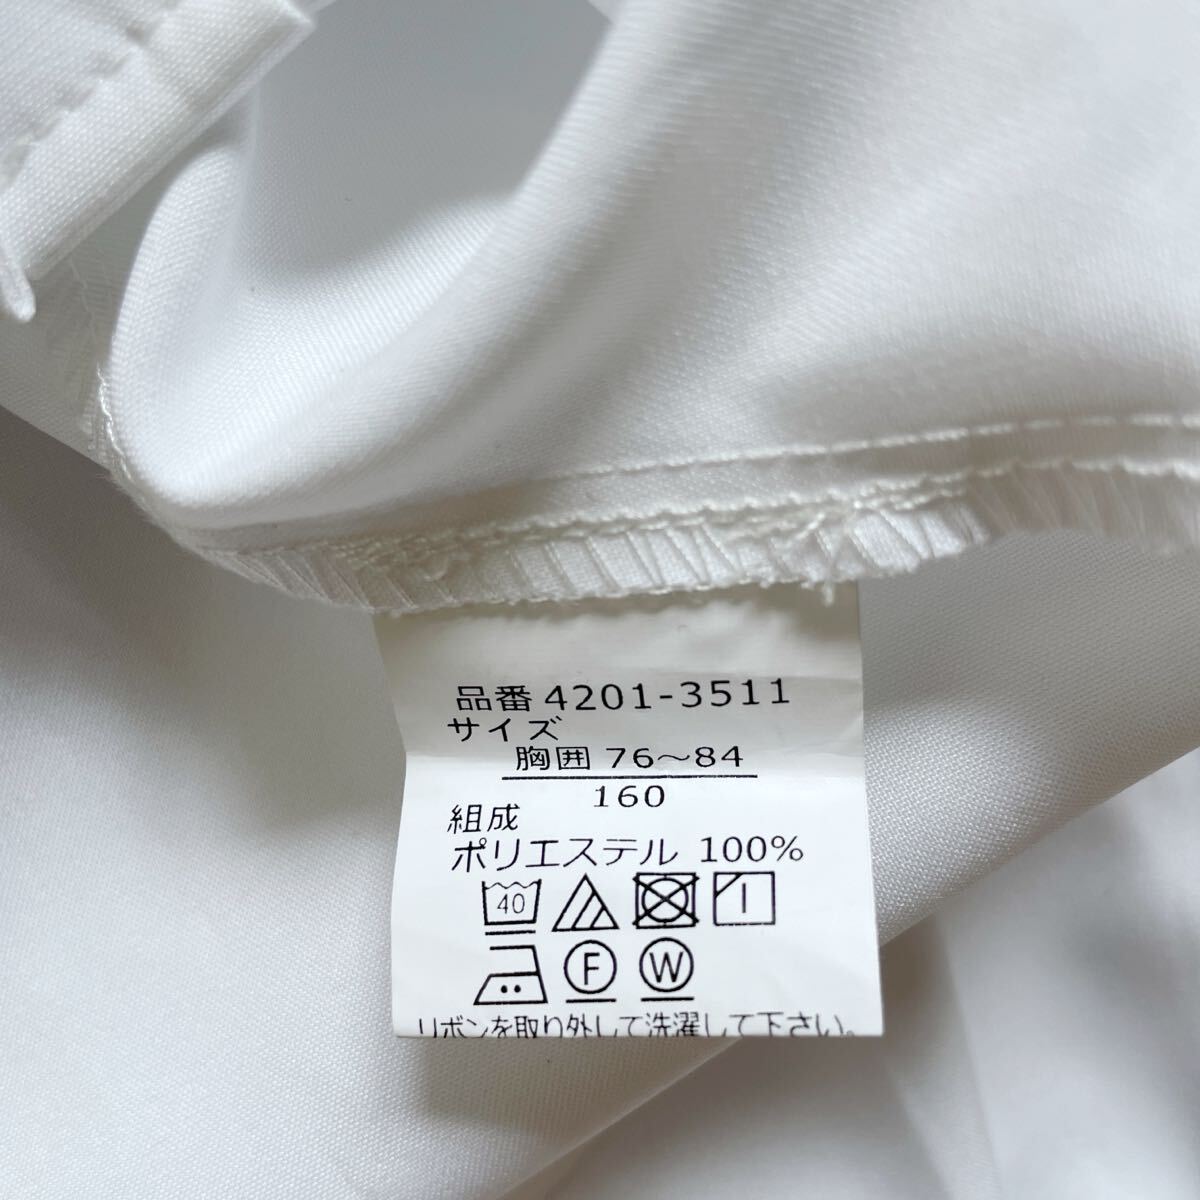 品番 4201-3511
サイズ
胸囲 76～84
160
組成
ポリエステル 100%
40
F W
リボンを取り外して洗濯して下さい。